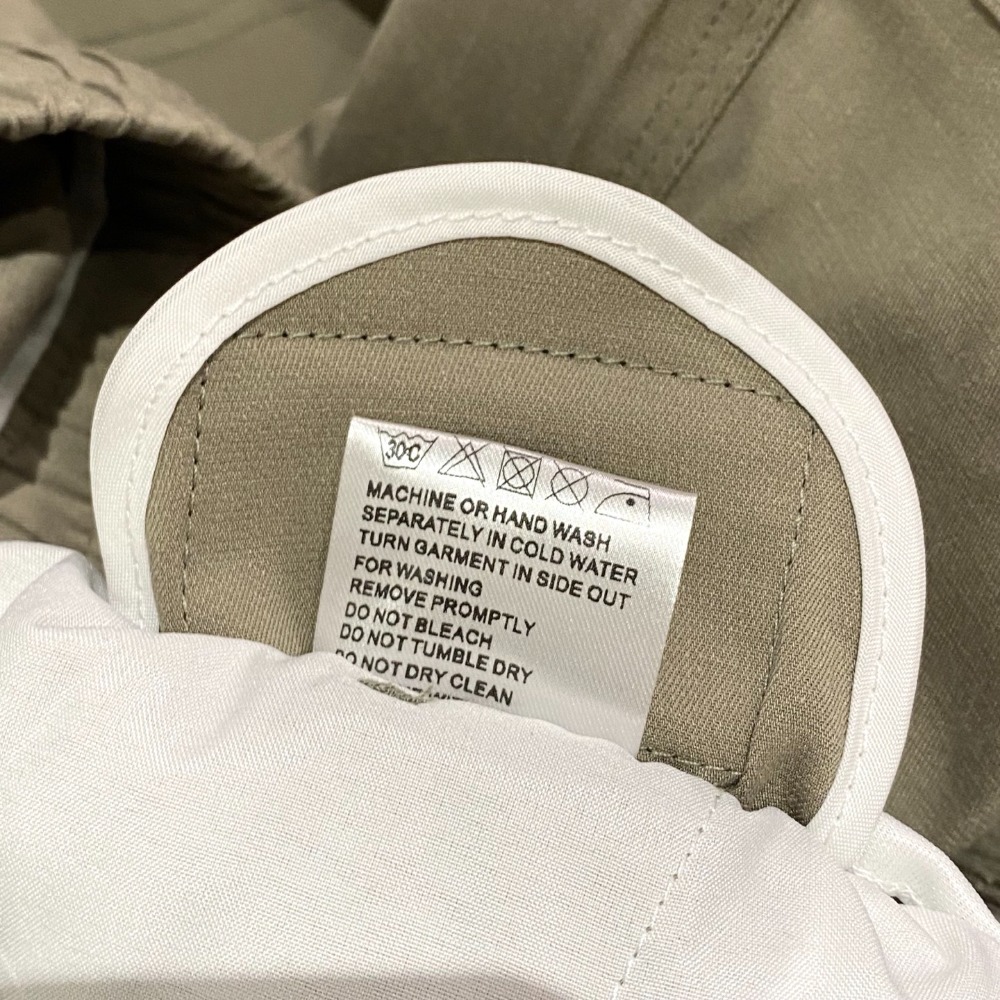 30C
MACHINE OR HAND WASH
SEPARATELY IN COLD WATER
TURN GARMENT IN SIDE OUT
FOR WASHING
REMOVE PROMPTLY
DO NOT BLEACH
DO NOT TUMBLE DRY
DO NOT DRY CLEAN